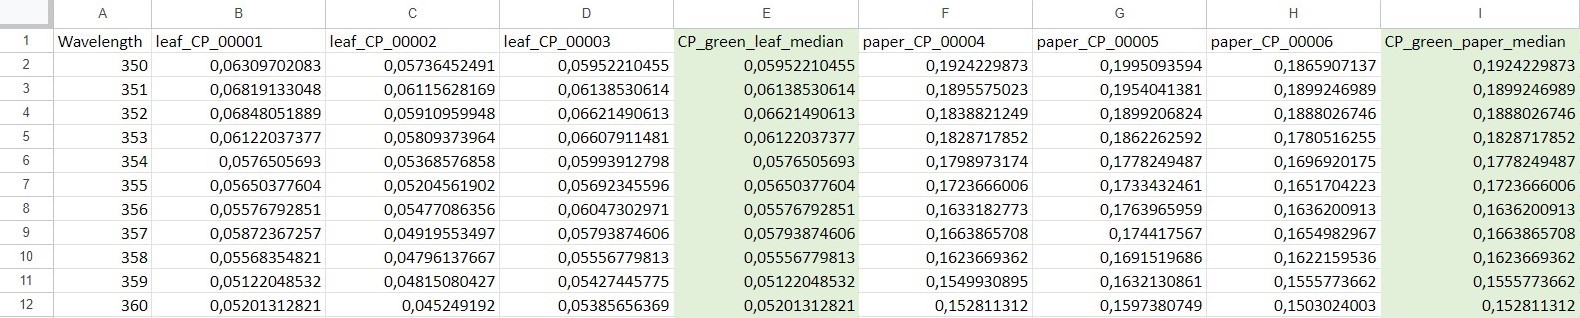 A B C D E F G H I
1 Wavelength leaf_CP_00001 leaf_CP_00002 leaf_CP_00003 CP_green_leaf_median paper_CP_00004 paper_CP_00005 paper_CP_00006 CP_green_paper_median
2 350 0,06309702083 0,05736452491 0,05952210455 0,05952210455 0,1924229873 0,1995093594 0,1865907137 0,1924229873
3 351 0,06819133048 0,06115628169 0,06138530614 0,06138530614 0,1895575023 0,1954041381 0,1899246989 0,1899246989
4 352 0,06848051889 0,05910959948 0,06621490613 0,06621490613 0,1838821249 0,1899206824 0,1888026746 0,1888026746
5 353 0,06122037377 0,05809373964 0,06607911481 0,06122037377 0,1828717852 0,1862262592 0,1780516255 0,1828717852
6 354 0,0576505693 0,05368576858 0,05993912798 0,0576505693 0,1798973174 0,1778249487 0,1696920175 0,1778249487
7 355 0,05650377604 0,05204561902 0,05692345596 0,05650377604 0,1723666006 0,1733432461 0,1651704223 0,1723666006
8 356 0,05576792851 0,05477086356 0,06047302971 0,05576792851 0,1633182773 0,1763965959 0,1636200913 0,1636200913
9 357 0,05872367257 0,04919553497 0,05793874606 0,05793874606 0,1663865708 0,174417567 0,1654982967 0,1663865708
10 358 0,05568354821 0,04796137667 0,05556779813 0,05556779813 0,1623669362 0,1691519686 0,1622159536 0,1623669362
11 359 0,05122048532 0,04815080427 0,05427445775 0,05122048532 0,1549930895 0,1632130861 0,1555773662 0,1555773662
12 360 0,05201312821 0,045249192 0,05385656369 0,05201312821 0,152811312 0,1597380749 0,1503024003 0,152811312